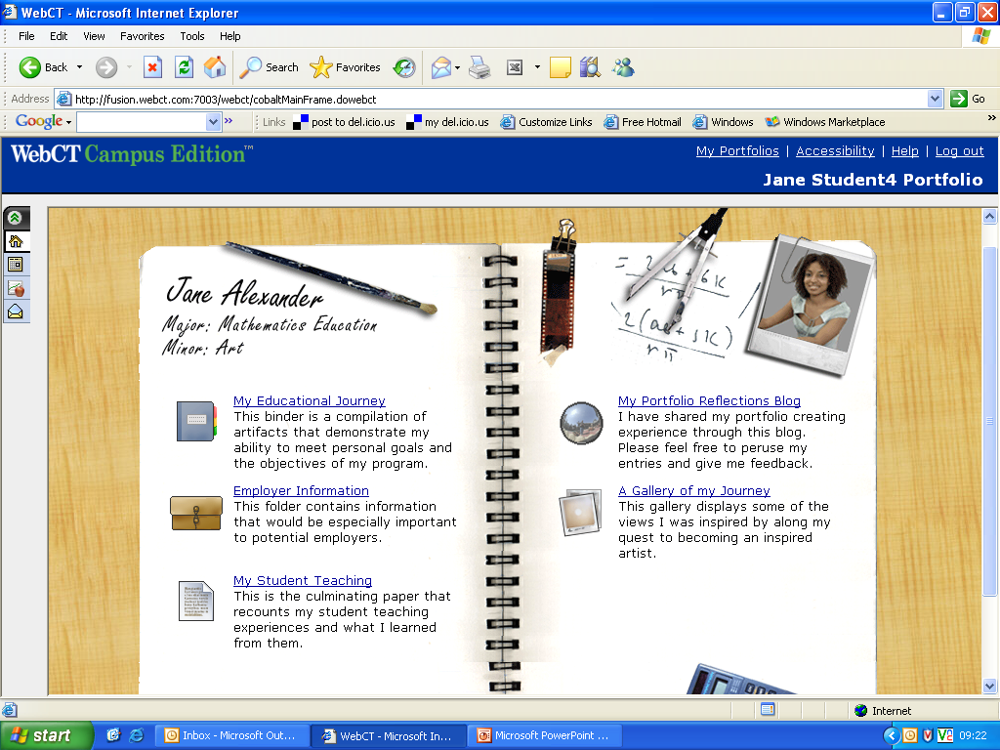 WebCT - Microsoft Internet Explorer
File Edit View Favorites Tools Help
Back Search Favorites
Address http://fusion.webct.com:7003/webct/cobaltMainFrame.dowebct Go
Google Links post to del.icio.us my del.icio.us Customize Links Free Hotmail Windows Windows Marketplace
WebCT Campus Edition™
My Portfolios | Accessibility | Help | Log out
Jane Student4 Portfolio
Jane Alexander
Major: Mathematics Education
Minor: Art
My Educational Journey
This binder is a compilation of
artifacts that demonstrate my
ability to meet personal goals and
the objectives of my program.
Employer Information
This folder contains information
that would be especially important
to potential employers.
My Student Teaching
This is the culminating paper that
recounts my student teaching
experiences and what I learned
from them.
My Portfolio Reflections Blog
I have shared my portfolio creating
experience through this blog.
Please feel free to peruse my
entries and give me feedback.
A Gallery of my Journey
This gallery displays some of the
views I was inspired by along my
quest to becoming an inspired
artist.
Internet
start Inbox - Microsoft Out... WebCT - Microsoft In... Microsoft PowerPoint ... 09:22